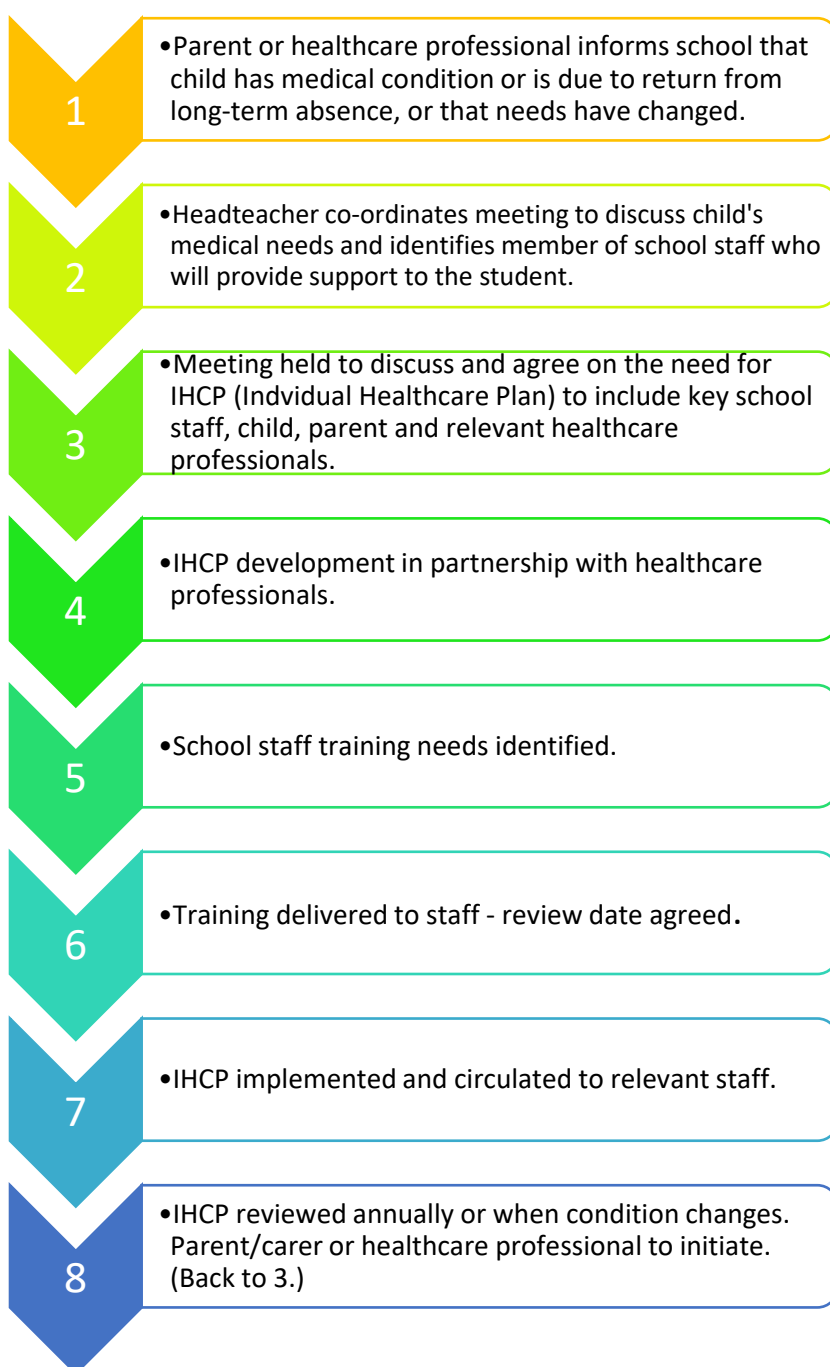 1
•Parent or healthcare professional informs school that
child has medical condition or is due to return from
long-term absence, or that needs have changed.
2
•Headteacher co-ordinates meeting to discuss child's
medical needs and identifies member of school staff who
will provide support to the student.
3
•Meeting held to discuss and agree on the need for
IHCP (Indvidual Healthcare Plan) to include key school
staff, child, parent and relevant healthcare
professionals.
4
•IHCP development in partnership with healthcare
professionals.
5
•School staff training needs identified.
6
•Training delivered to staff - review date agreed.
7
•IHCP implemented and circulated to relevant staff.
8
•IHCP reviewed annually or when condition changes.
Parent/carer or healthcare professional to initiate.
(Back to 3.)